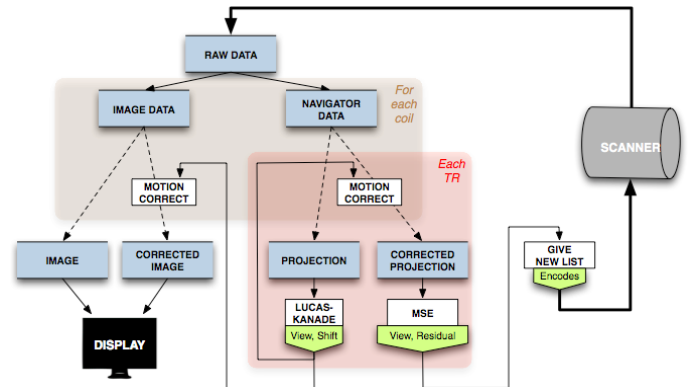 RAW DATA
IMAGE DATA
NAVIGATOR
DATA
For
each
coil
SCANNER
Each
TR
MOTION
CORRECT
MOTION
CORRECT
IMAGE
CORRECTED
IMAGE
PROJECTION
CORRECTED
PROJECTION
GIVE
NEW LIST
Encodes
LUCAS-
KANADE
View, Shift
MSE
View, Residual
DISPLAY